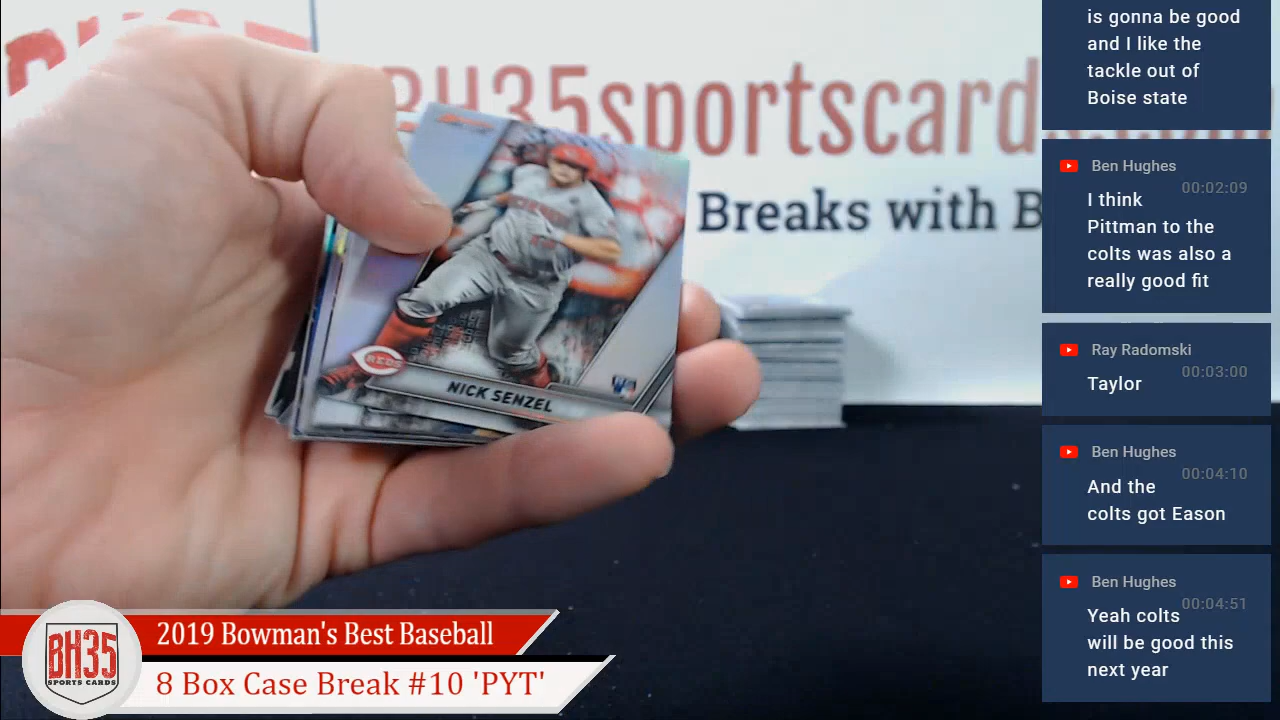 BH35sportscards.com
Breaks with B
REDS
NICK SENZEL
BH35
SPORTS CARDS
2019 Bowman's Best Baseball
8 Box Case Break #10 'PYT'
is gonna be good
and I like the
tackle out of
Boise state
Ben Hughes
00:02:09
I think
Pittman to the
colts was also a
really good fit
Ray Radomski
00:03:00
Taylor
Ben Hughes
00:04:10
And the
colts got Eason
Ben Hughes
00:04:51
Yeah colts
will be good this
next year